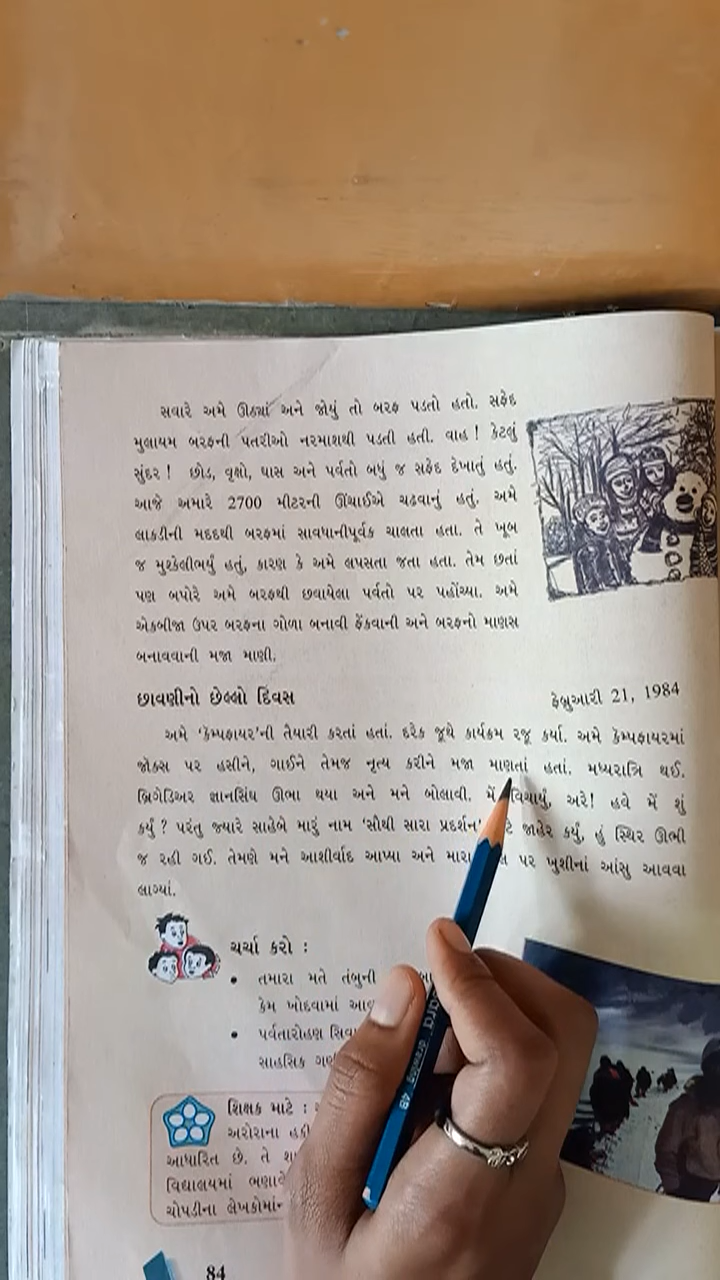 સવારે અમે ઊઠ્યાં અને જોયું તો બરફ પડતો હતો. સફેદ
મુલાયમ બરફની પતરીઓ નરમાશથી પડતી હતી. વાહ ! કેટલું
સુંદર ! છોડ, વૃક્ષો, ઘાસ અને પર્વતો બધું જ સફેદ દેખાતું હતું.
આજે અમારે 2700 મીટરની ઊંચાઈએ ચઢવાનું હતું. અમે
લાકડીની મદદથી બરફમાં સાવધાનીપૂર્વક ચાલતા હતા. તે ખૂબ
જ મુશ્કેલીભર્યું હતું, કારણ કે અમે લપસતા જતા હતા. તેમ છતાં
પણ બપોરે અમે બરફથી છવાયેલા પર્વતો પર પહોંચ્યા. અમે
એકબીજા ઉપર બરફના ગોળા બનાવી ફેંકવાની અને બરફનો માણસ
બનાવવાની મજા માણી.
છાવણીનો છેલ્લો દિવસ ફેબ્રુઆરી 21, 1984
અમે ‘કેમ્પફાયર’ની તૈયારી કરતાં હતાં. દરેક જૂથે કાર્યક્રમ રજૂ કર્યા. અમે કેમ્પફાયરમાં
જોક્સ પર હસીને, ગાઈને તેમજ નૃત્ય કરીને મજા માણતાં હતાં. મધ્યરાત્રિ થઈ.
બ્રિગેડિઅર જ્ઞાનસિંઘ ઊભા થયા અને મને બોલાવી. મેં વિચાર્યું, અરે! હવે મેં શું
કર્યું ? પરંતુ જ્યારે સાહેબે મારું નામ ‘સૌથી સારા પ્રદર્શન’ જાહેર કર્યું, હું સ્થિર ઊભી
જ રહી ગઈ. તેમણે મને આશીર્વાદ આપ્યા અને મારા પર ખુશીનાં આંસુ આવવા
લાગ્યાં.
ચર્ચા કરો :
• તમારા મતે તંબુની
કેમ ખોદવામાં
• પર્વતારોહણ
સાહસિક
શિક્ષક માટે :
અરોરાના
આધારિત છે. તે
વિદ્યાલયમાં
ચોપડીના
84